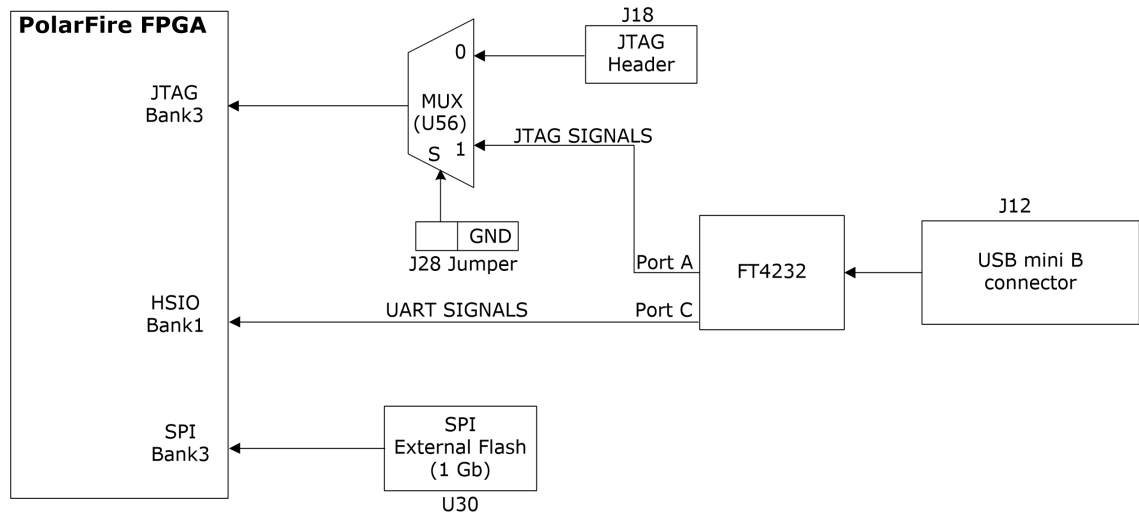 PolarFire FPGA
J18
JTAG
Header
0
MUX
(U56)
S
1
JTAG
Bank3
JTAG SIGNALS
GND
J28 Jumper
J12
USB mini B
connector
FT4232
Port A
HSIO
Bank1
UART SIGNALS
Port C
SPI
Bank3
SPI
External Flash
(1 Gb)
U30